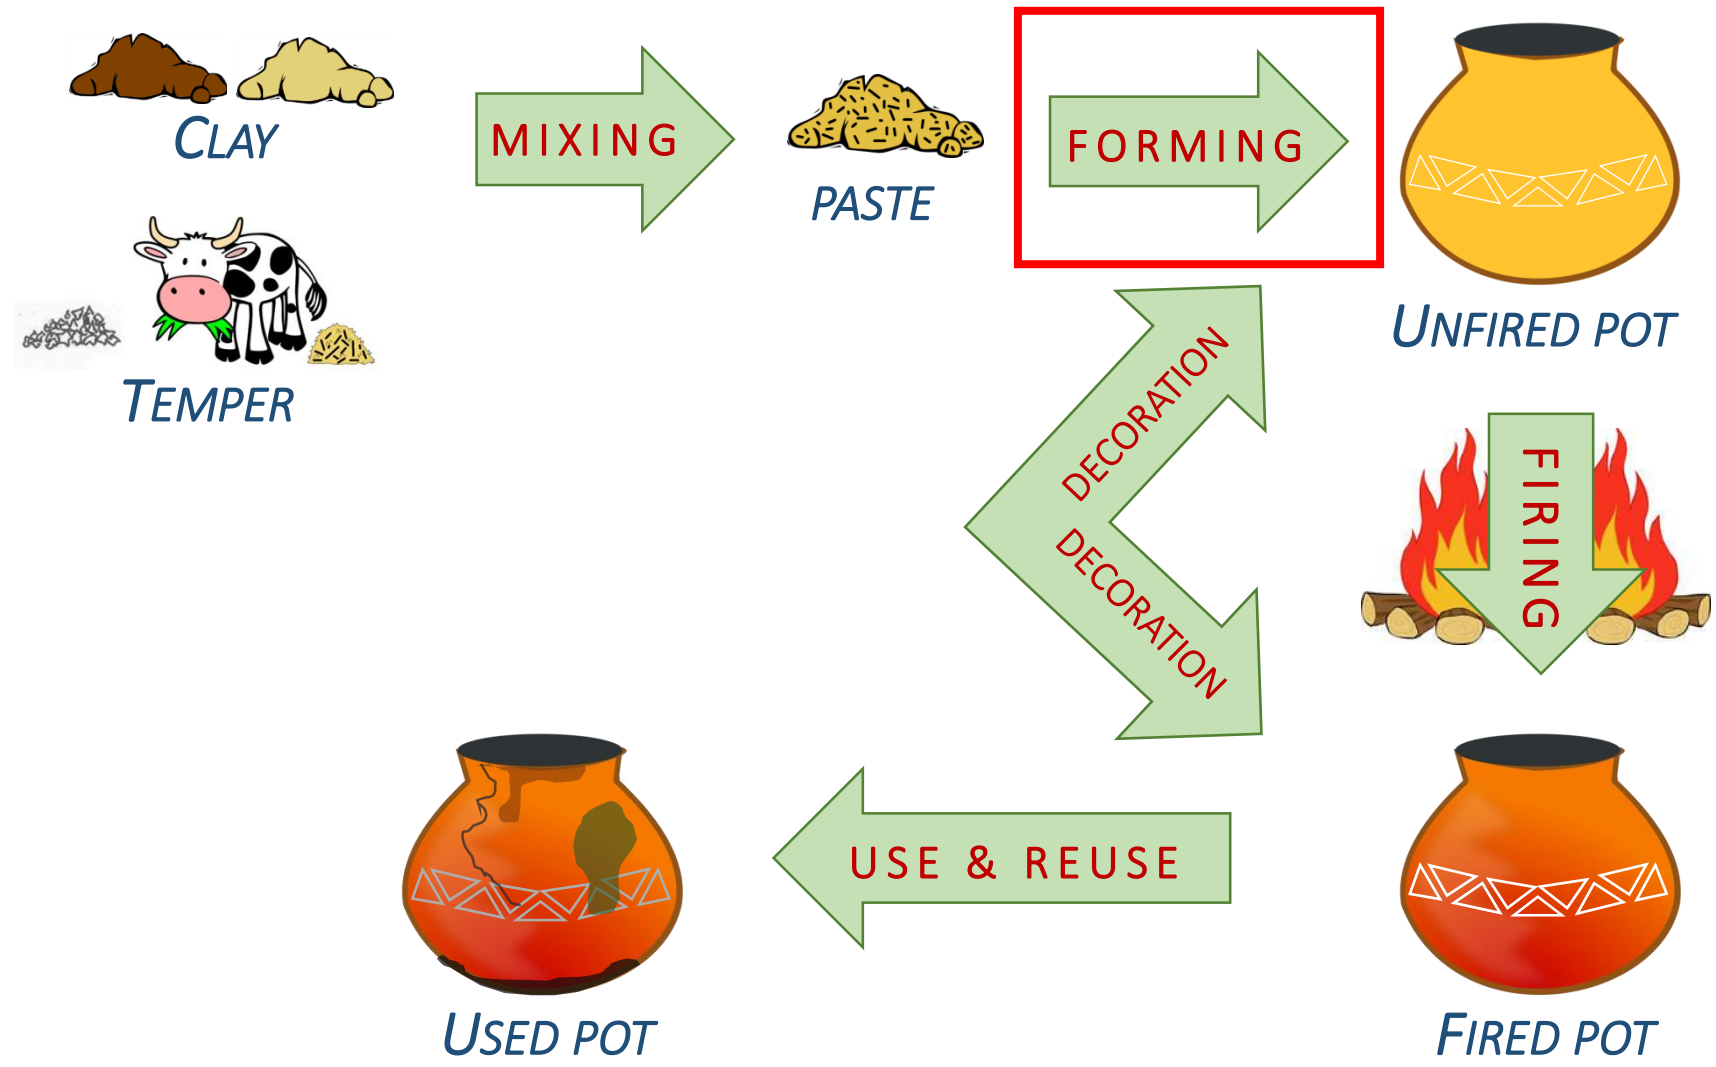 CLAY
MIXING
PASTE
FORMING
TEMPER
UNFIRED POT
DECORATION
DECORATION
FIRING
USE & REUSE
USED POT
FIRED POT